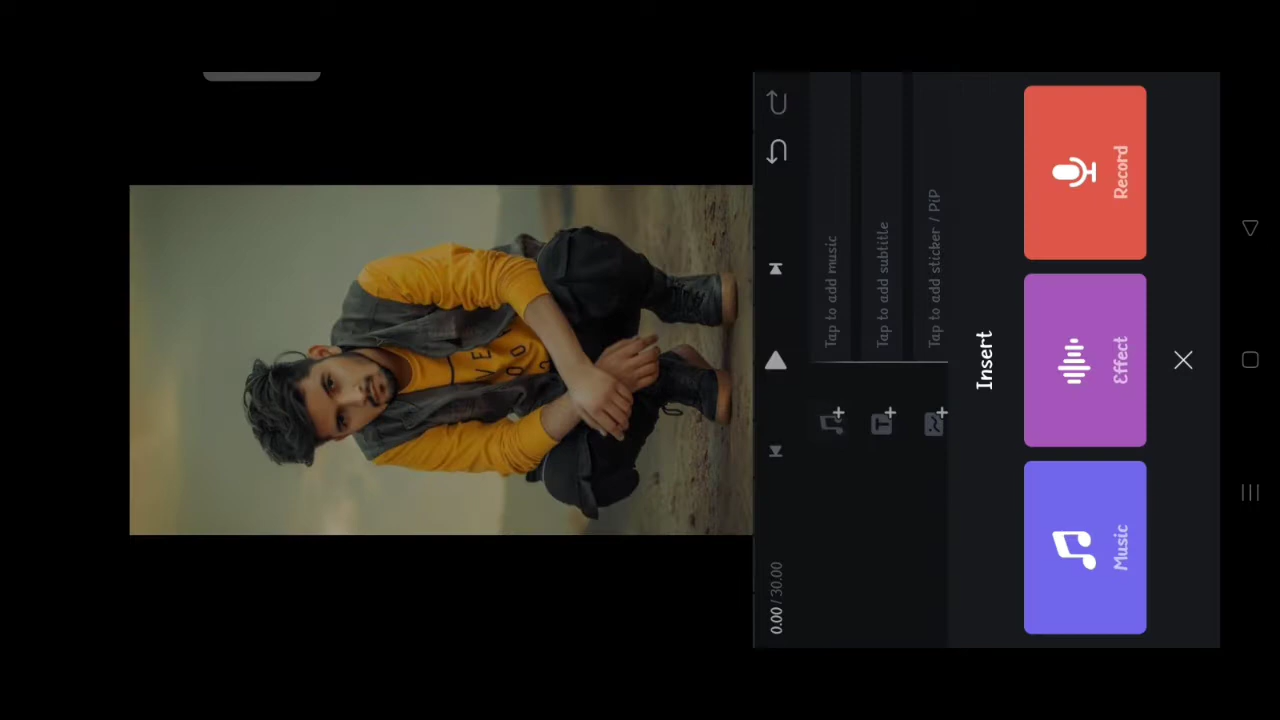 0.00 / 30.00
Tap to add music
Tap to add subtitle
Tap to add sticker / PiP
Insert
Music
Effect
Record